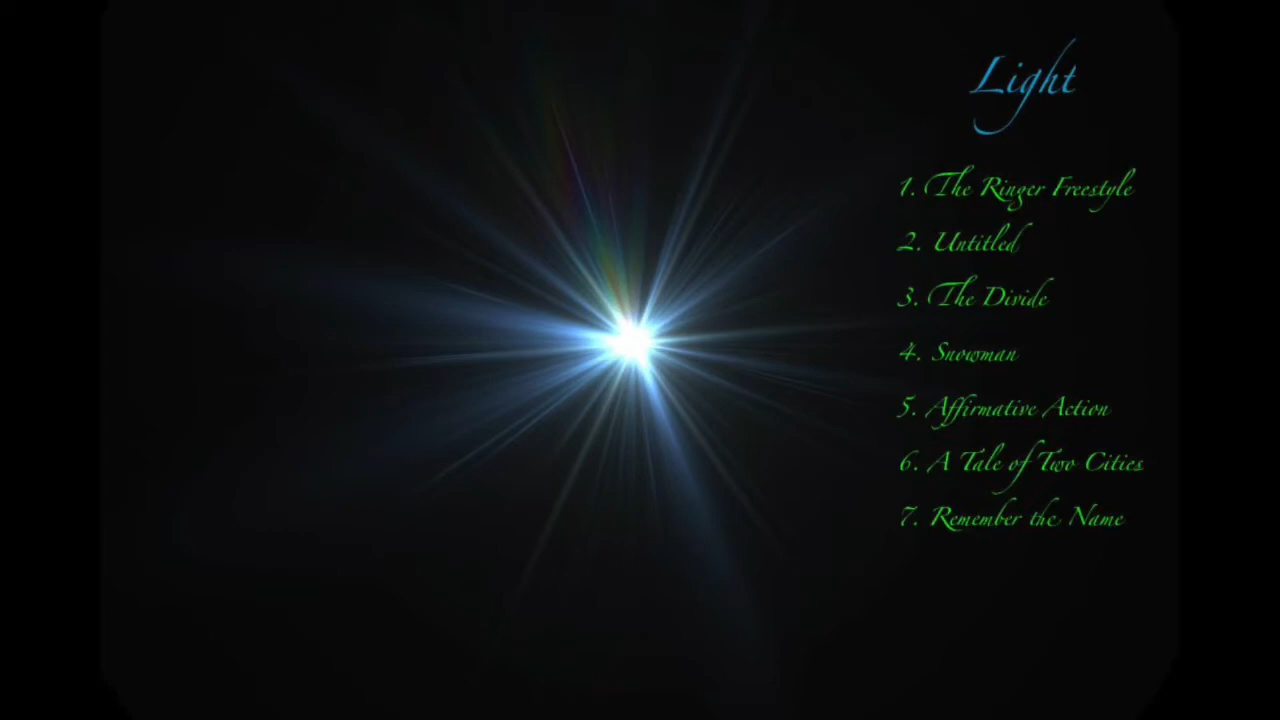 Light
1. The Ringer Freestyle
2. Untitled
3. The Divide
4. Snowman
5. Affirmative Action
6. A Tale of Two Cities
7. Remember the Name